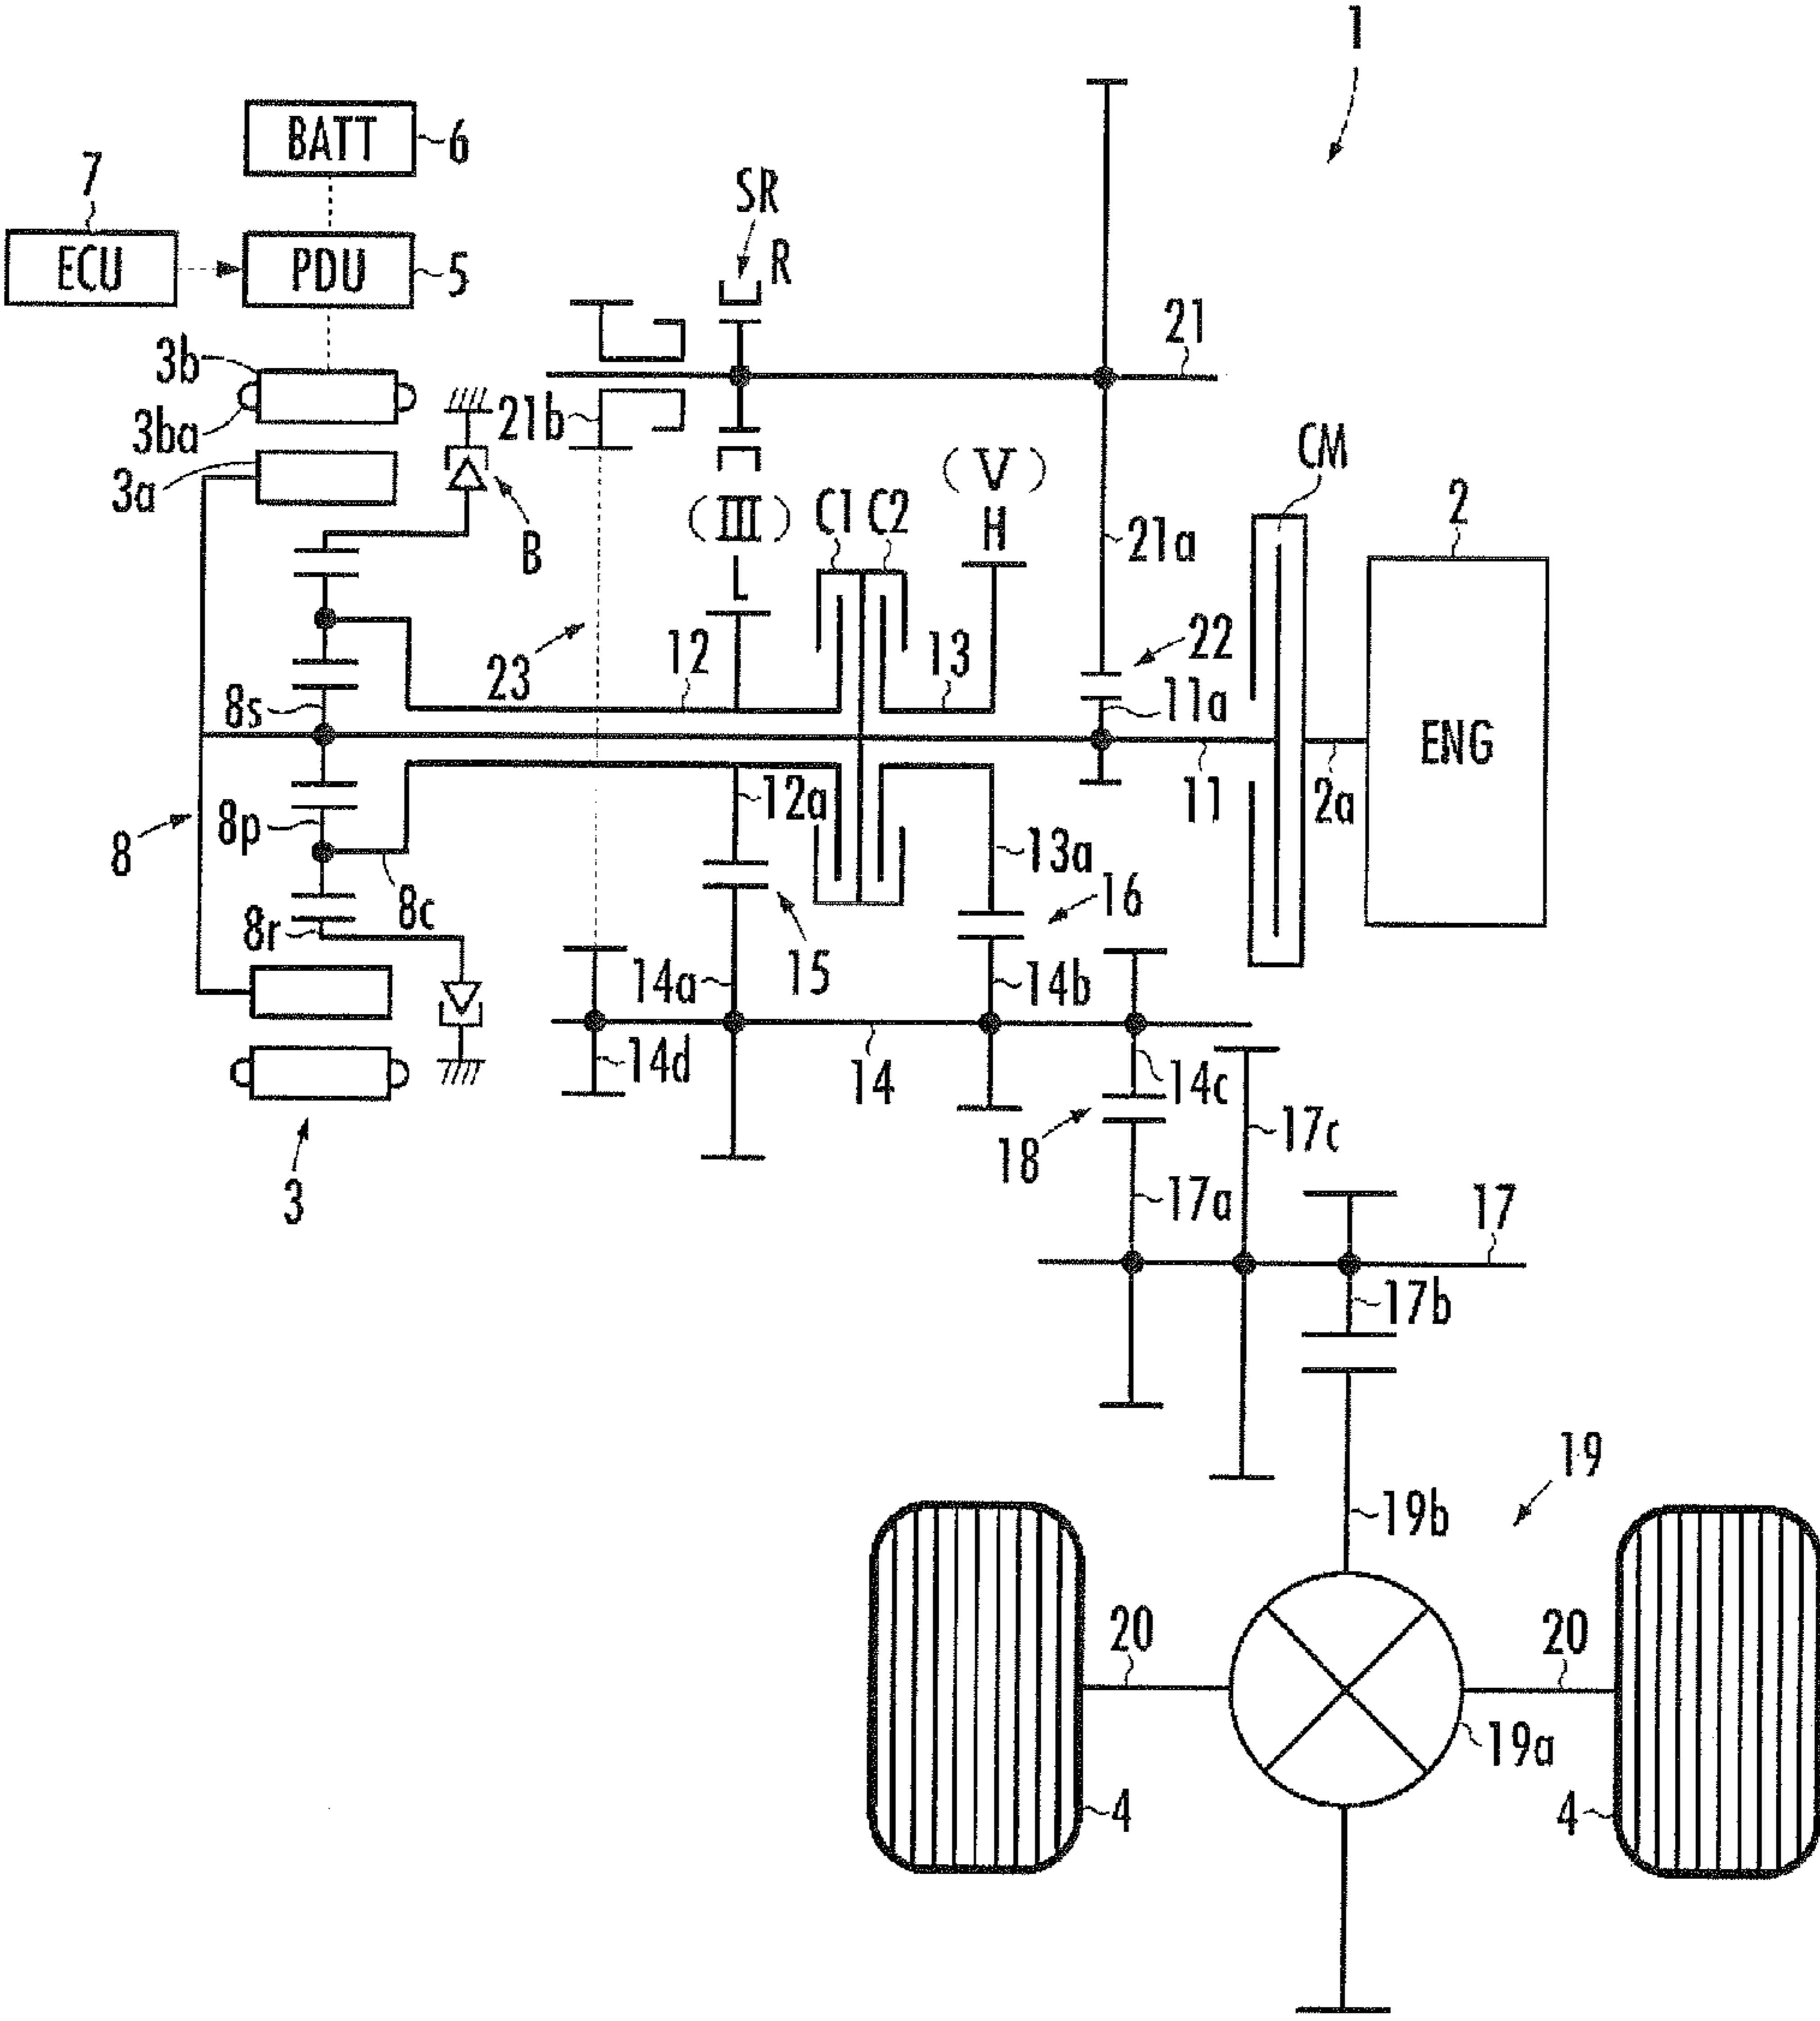 1
BATT
6
7
SR
ECU
PDU
5
R
21
3b
3ba
21b
CM
3a
(III)
(V)
2
B
C1
C2
H
21a
L
22
23
12
13
8s
11a
ENG
8p
12a
11
2a
8
13a
8c
16
8r
15
14a
14b
14d
14
14c
17c
18
3
17a
17
17b
19
19b
20
20
19a
4
4